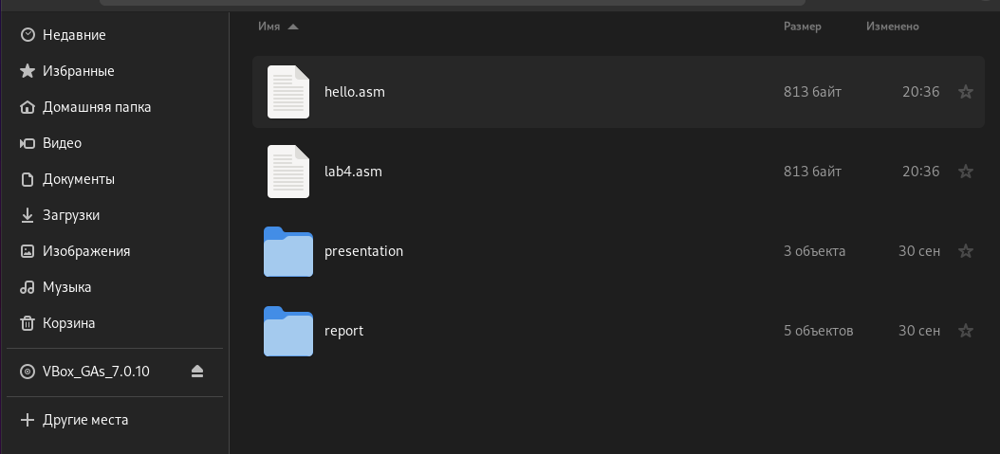 Недавние
Избранные
Домашняя папка
Видео
Документы
Загрузки
Изображения
Музыка
Корзина
VBox_GAs_7.0.10
Другие места
Имя Размер Изменено
hello.asm 813 байт 20:36
lab4.asm 813 байт 20:36
presentation 3 объекта 30 сен
report 5 объектов 30 сен